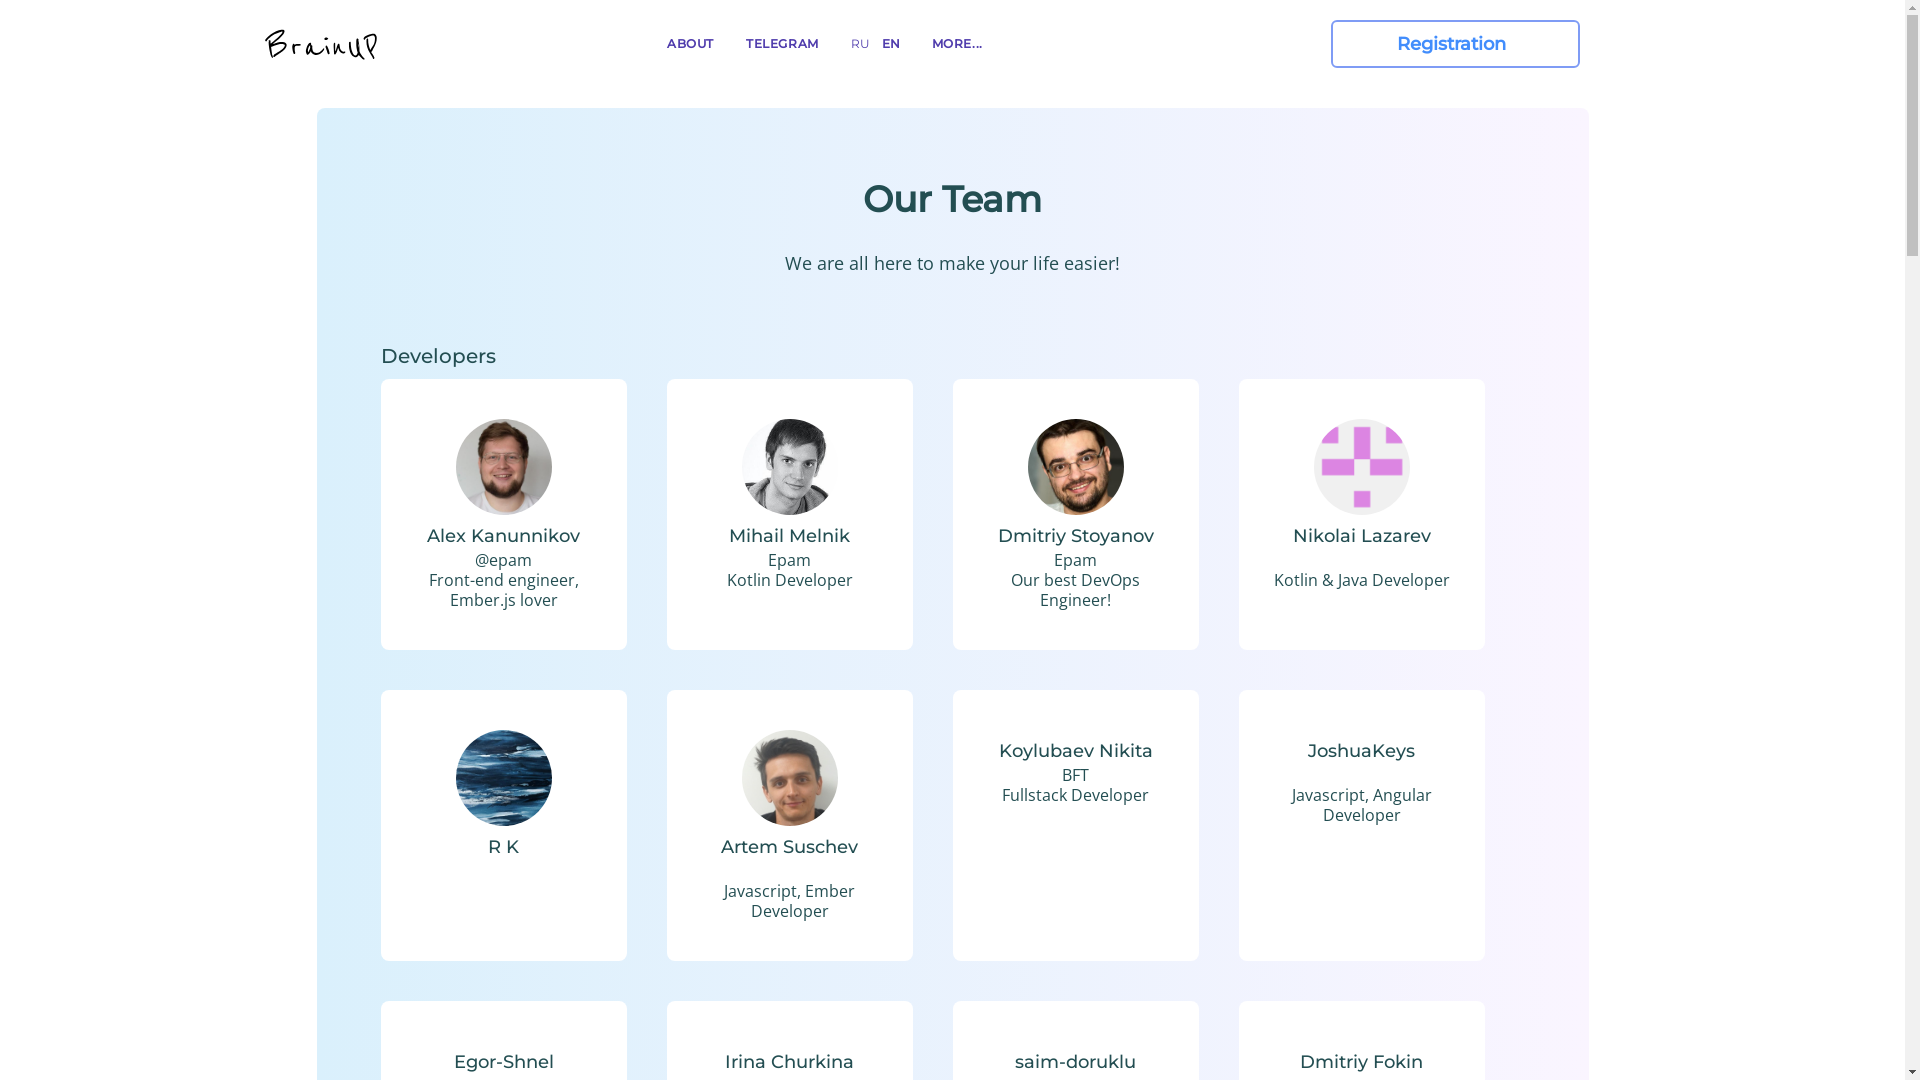 BrainUP
ABOUT
TELEGRAM
RU
EN
MORE...
Registration
Our Team
We are all here to make your life easier!
Developers
Alex Kanunnikov
@epam
Front-end engineer,
Ember.js lover
Mihail Melnik
Epam
Kotlin Developer
Dmitriy Stoyanov
Epam
Our best DevOps
Engineer!
Nikolai Lazarev
Kotlin & Java Developer
R K
Artem Suschev
Javascript, Ember
Developer
Koylubaev Nikita
BFT
Fullstack Developer
JoshuaKeys
Javascript, Angular
Developer
Egor-Shnel
Irina Churkina
saim-doruklu
Dmitriy Fokin